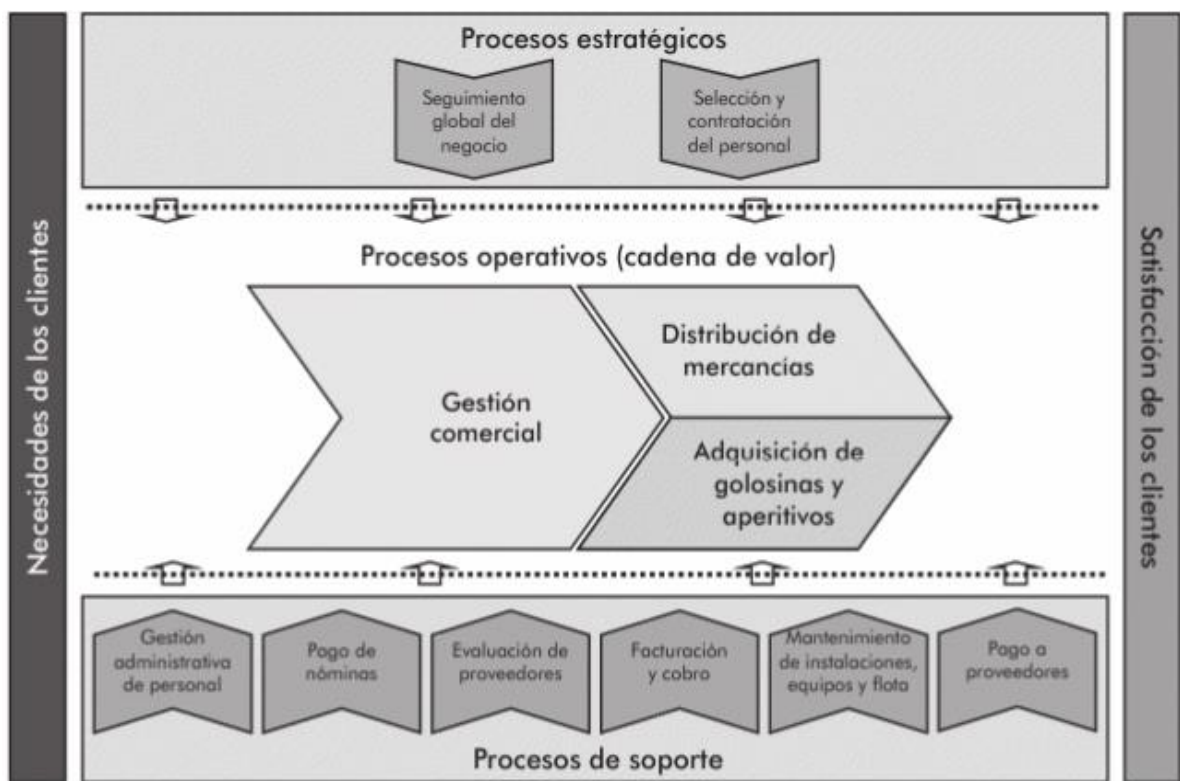 Necesidades de los clientes
Procesos estratégicos
Seguimiento
global del
negocio
Selección y
contratación
del personal
Procesos operativos (cadena de valor)
Gestión
comercial
Distribución de
mercancías
Adquisición de
golosinas y
aperitivos
Gestión
administrativa
de personal
Pago de
nóminas
Evaluación de
proveedores
Facturación
y cobro
Mantenimiento
de instalaciones,
equipos y flota
Pago a
proveedores
Procesos de soporte
Satisfacción de los clientes